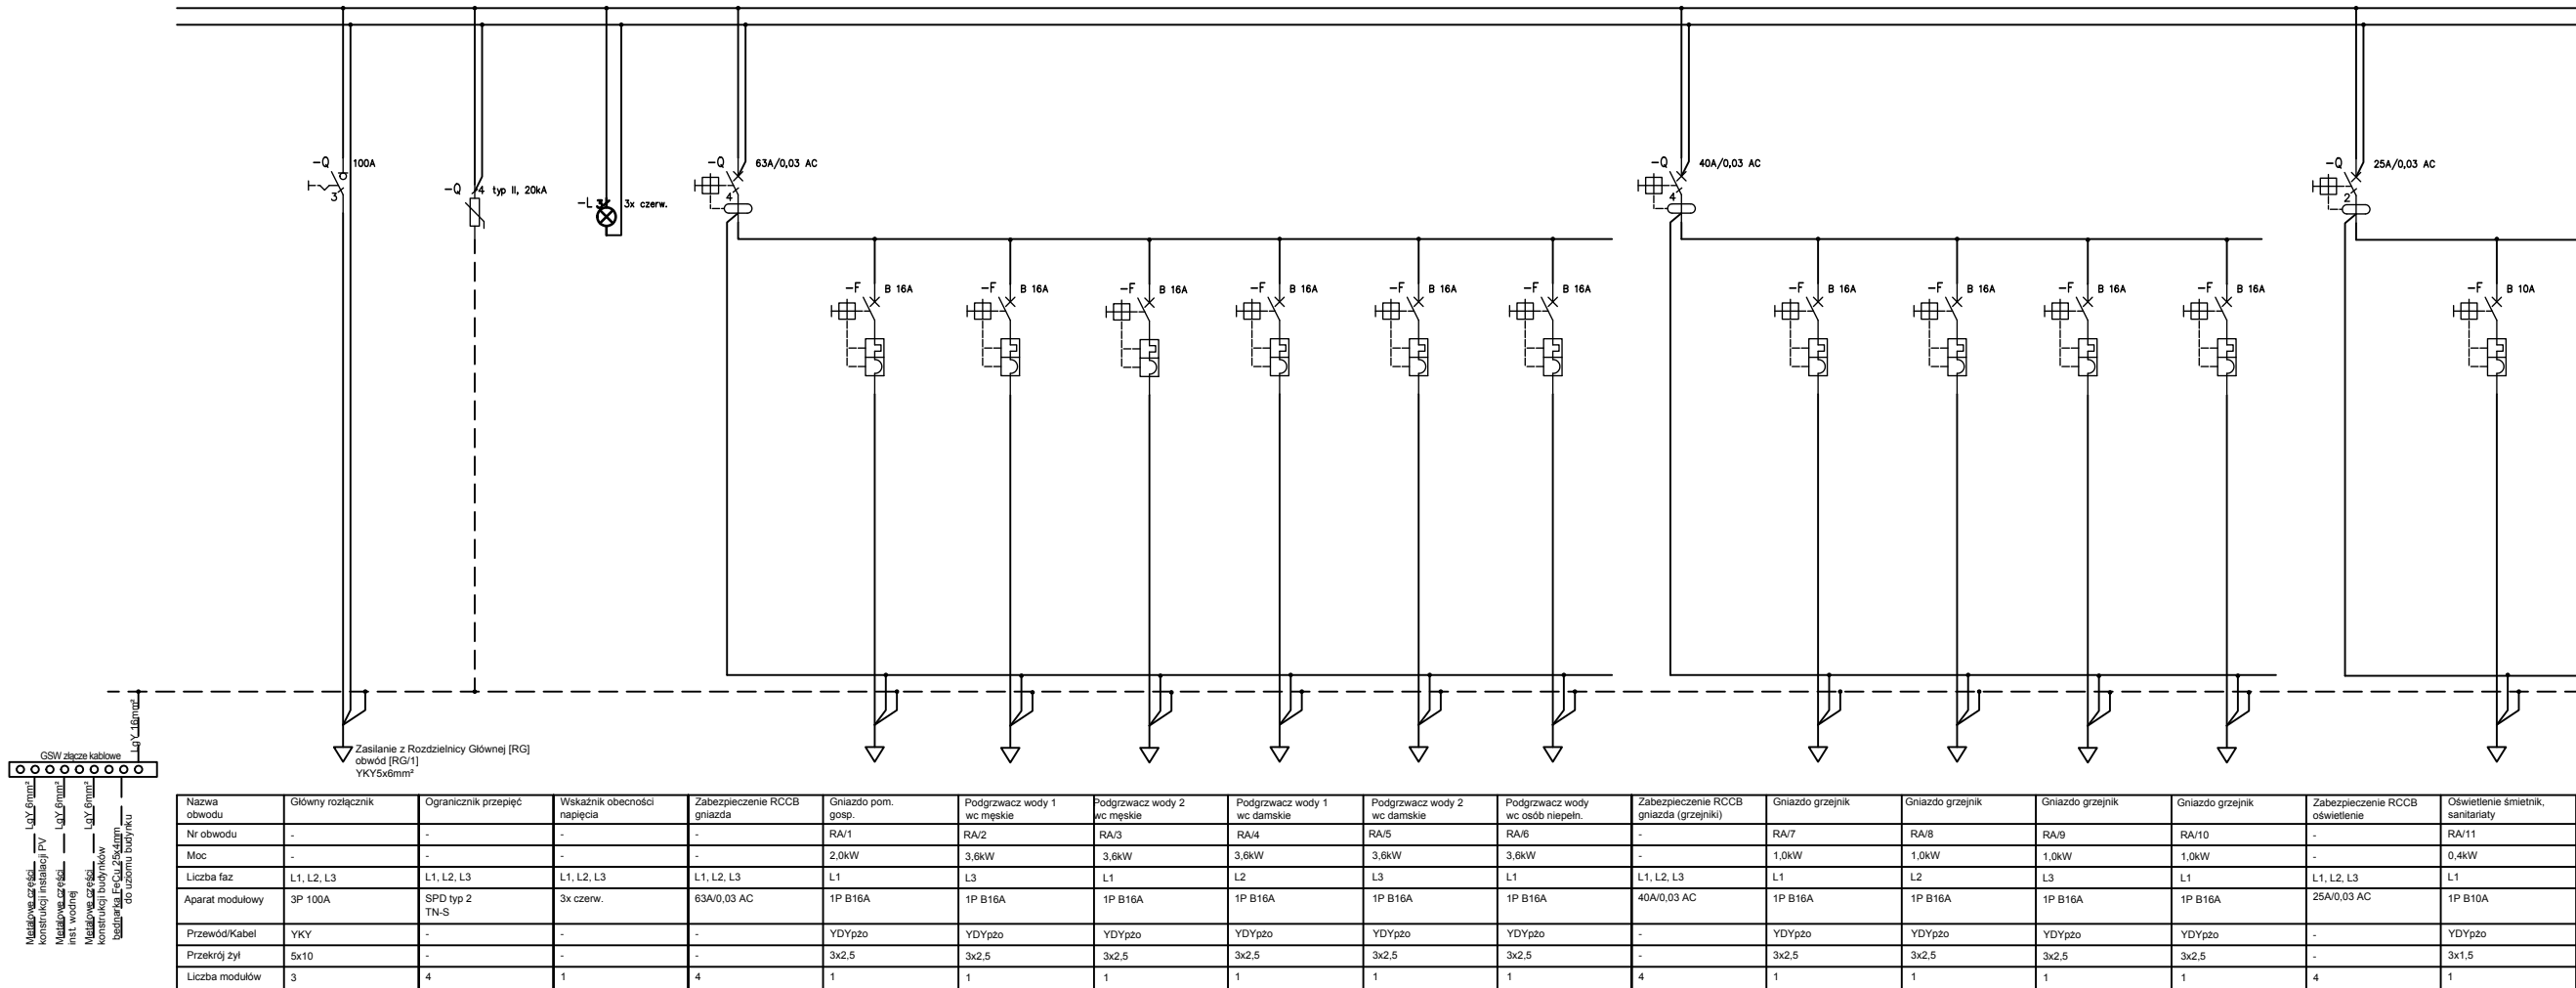 -Q 100A
3
-Q 4 typ II, 20kA
-L 3 3x czerw.
-Q 63A/0,03 AC
4
-Q 40A/0,03 AC
4
-Q 25A/0,03 AC
2
-F B 16A
-F B 16A
-F B 16A
-F B 16A
-F B 16A
-F B 16A
-F B 16A
-F B 16A
-F B 16A
-F B 16A
-F B 10A
LgY 16mm²
GSW złącze kablowe
LgY 6mm²
LgY 6mm²
LgY 6mm²
Metalowe części
konstrukcji instalacji PV
Metalowe części
inst. wodnej
Metalowe części
konstrukcji budynków
bednarka FeCu 25x4mm
do uziomu budynku
Zasilanie z Rozdzielnicy Głównej [RG]
obwód [RG/1]
YKY5x6mm²
Nazwa obwodu | Główny rozłącznik | Ogranicznik przepięć | Wskaźnik obecności napięcia | Zabezpieczenie RCCB gniazda | Gniazdo pom. gosp. | Podgrzwacz wody 1 wc męskie | Podgrzwacz wody 2 wc męskie | Podgrzwacz wody 1 wc damskie | Podgrzwacz wody 2 wc damskie | Podgrzwacz wody wc osób niepełn. | Zabezpieczenie RCCB gniazda (grzejniki) | Gniazdo grzejnik | Gniazdo grzejnik | Gniazdo grzejnik | Gniazdo grzejnik | Zabezpieczenie RCCB oświetlenie | Oświetlenie śmietnik, sanitariaty
Nr obwodu | - | - | - | - | RA/1 | RA/2 | RA/3 | RA/4 | RA/5 | RA/6 | - | RA/7 | RA/8 | RA/9 | RA/10 | - | RA/11
Moc | - | - | - | - | 2,0kW | 3,6kW | 3,6kW | 3,6kW | 3,6kW | 3,6kW | - | 1,0kW | 1,0kW | 1,0kW | 1,0kW | - | 0,4kW
Liczba faz | L1, L2, L3 | L1, L2, L3 | L1, L2, L3 | L1, L2, L3 | L1 | L3 | L1 | L2 | L3 | L1 | L1, L2, L3 | L1 | L2 | L3 | L1 | L1, L2, L3 | L1
Aparat modułowy | 3P 100A | SPD typ 2 TN-S | 3x czerw. | 63A/0,03 AC | 1P B16A | 1P B16A | 1P B16A | 1P B16A | 1P B16A | 1P B16A | 40A/0,03 AC | 1P B16A | 1P B16A | 1P B16A | 1P B16A | 25A/0,03 AC | 1P B10A
Przewód/Kabel | YKY | - | - | - | YDYpżo | YDYpżo | YDYpżo | YDYpżo | YDYpżo | YDYpżo | - | YDYpżo | YDYpżo | YDYpżo | YDYpżo | - | YDYpżo
Przekrój żył | 5x10 | - | - | - | 3x2,5 | 3x2,5 | 3x2,5 | 3x2,5 | 3x2,5 | 3x2,5 | - | 3x2,5 | 3x2,5 | 3x2,5 | 3x2,5 | - | 3x1,5
Liczba modułów | 3 | 4 | 1 | 4 | 1 | 1 | 1 | 1 | 1 | 1 | 4 | 1 | 1 | 1 | 1 | 4 | 1